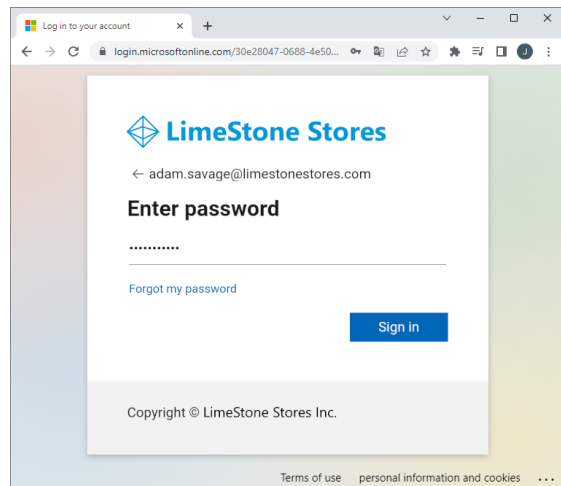 Log in to your account
login.microsoftonline.com/30e28047-0688-4e50...
J
LimeStone Stores
← adam.savage@limestonestores.com
Enter password
•••••••••••
Forgot my password
Sign in
Copyright © LimeStone Stores Inc.
Terms of use personal information and cookies ...